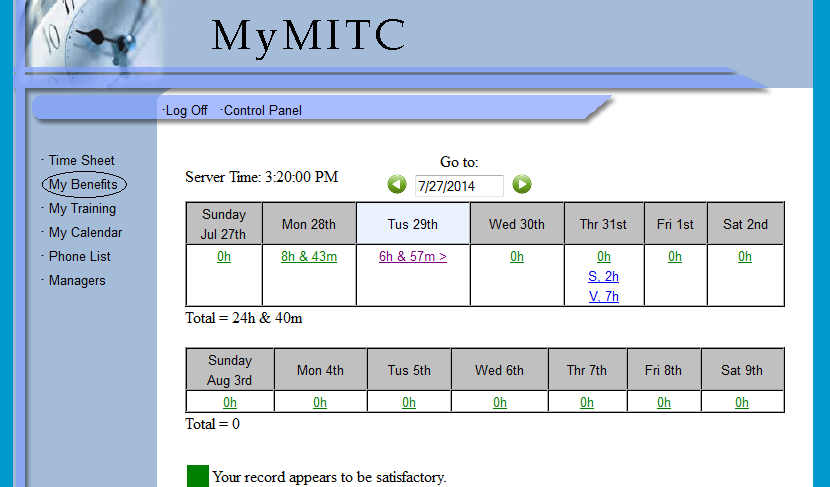 MyMITC
·Log Off ·Control Panel
· Time Sheet
· My Benefits
· My Training
· My Calendar
· Phone List
· Managers
Go to:
Server Time: 3:20:00 PM
7/27/2014
Sunday Jul 27th Mon 28th Tus 29th Wed 30th Thr 31st Fri 1st Sat 2nd
0h 8h & 43m 6h & 57m > 0h 0h 0h 0h
S, 2h
V, 7h
Total = 24h & 40m
Sunday Aug 3rd Mon 4th Tus 5th Wed 6th Thr 7th Fri 8th Sat 9th
0h 0h 0h 0h 0h 0h 0h
Total = 0
Your record appears to be satisfactory.